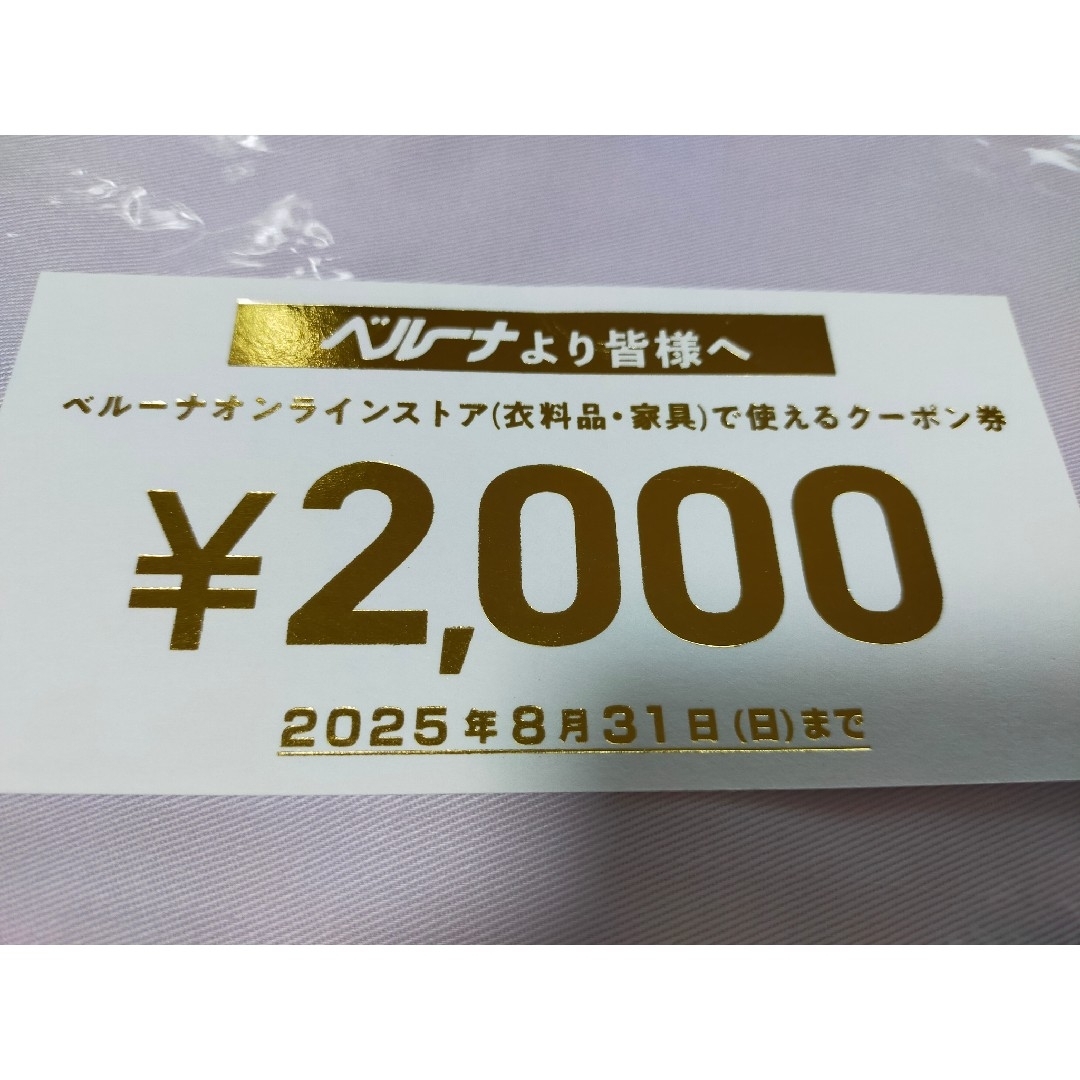 ベルーナより皆様へ
ベルーナオンラインストア(衣料品・家具)で使えるクーポン券
¥2,000
2025年8月31日(日)まで